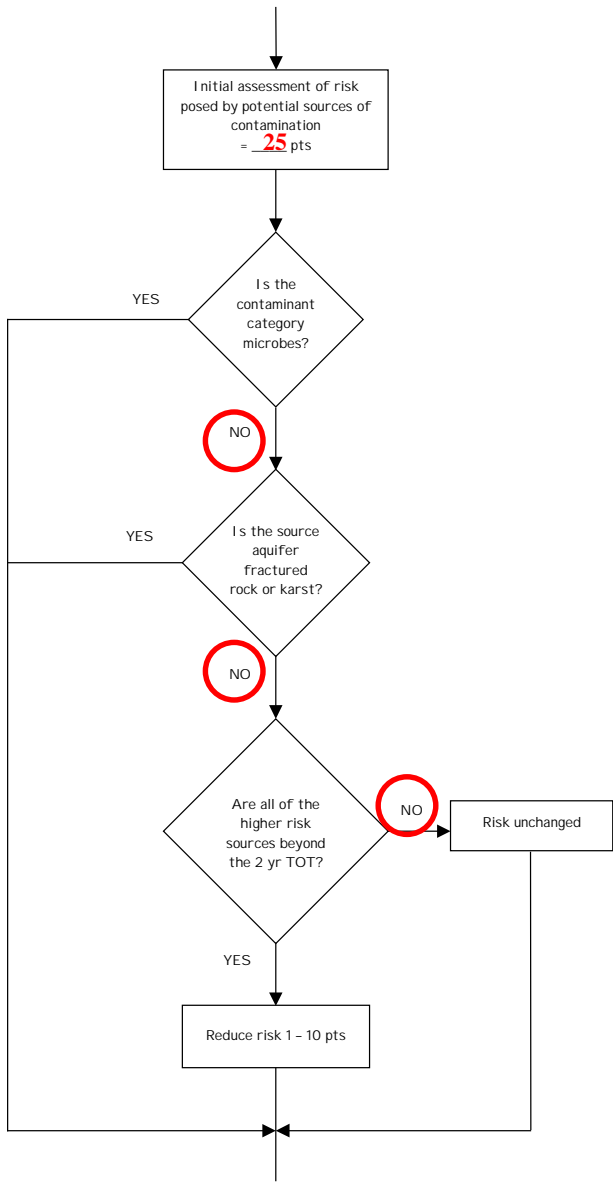 Initial assessment of risk
posed by potential sources of
contamination
= 25 pts
Is the
contaminant
category
microbes?
YES
NO
Is the source
aquifer
fractured
rock or karst?
YES
NO
Are all of the
higher risk
sources beyond
the 2 yr TOT?
NO
Risk unchanged
YES
Reduce risk 1 – 10 pts